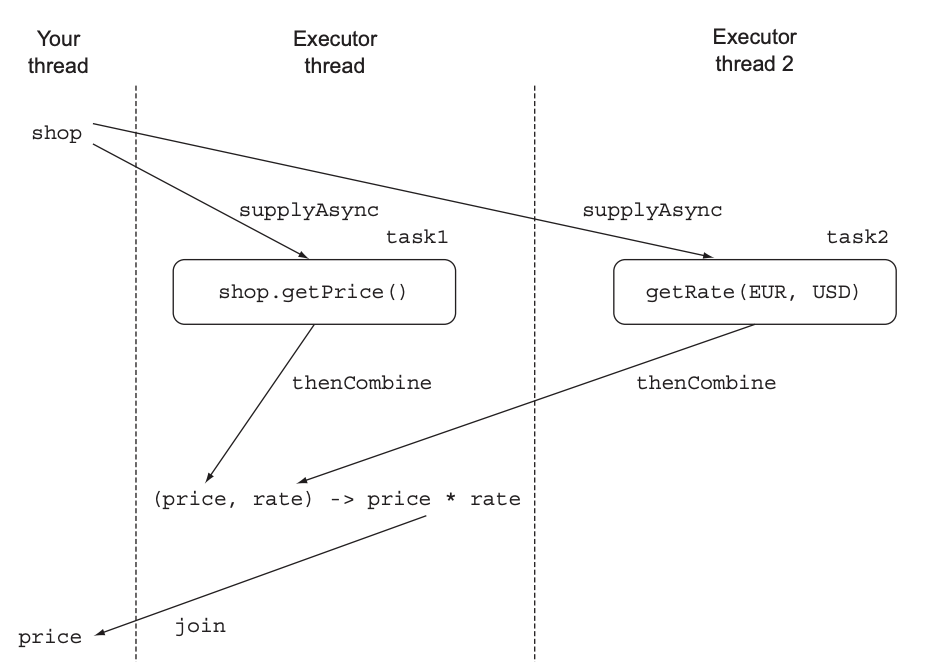 Your
thread
Executor
thread
Executor
thread 2
shop
supplyAsync
supplyAsync
task1
task2
shop.getPrice()
getRate(EUR, USD)
thenCombine
thenCombine
(price, rate) -> price * rate
join
price